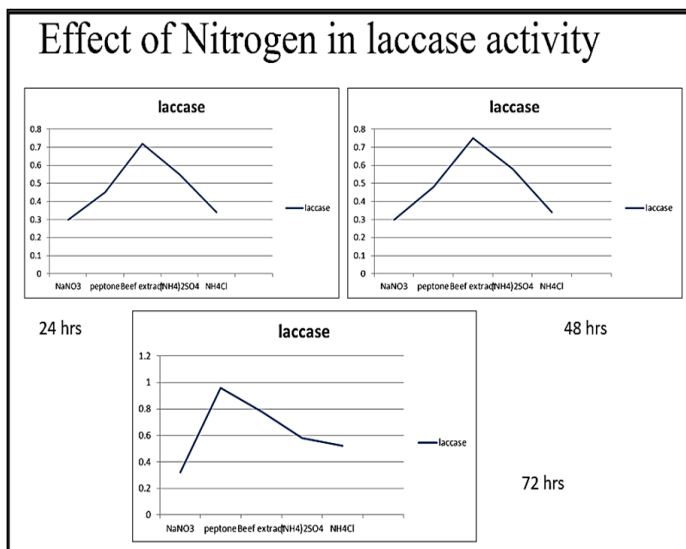 Effect of Nitrogen in laccase activity
laccase
0.8
0.7
0.6
0.5
0.4
0.3
0.2
0.1
0
NaNO3 peptone Beef extract (NH4)2SO4 NH4Cl
laccase
laccase
0.8
0.7
0.6
0.5
0.4
0.3
0.2
0.1
0
NaNO3 peptone Beef extract (NH4)2SO4 NH4Cl
laccase
24 hrs
48 hrs
laccase
1.2
1
0.8
0.6
0.4
0.2
0
NaNO3 peptone Beef extract (NH4)2SO4 NH4Cl
laccase
72 hrs